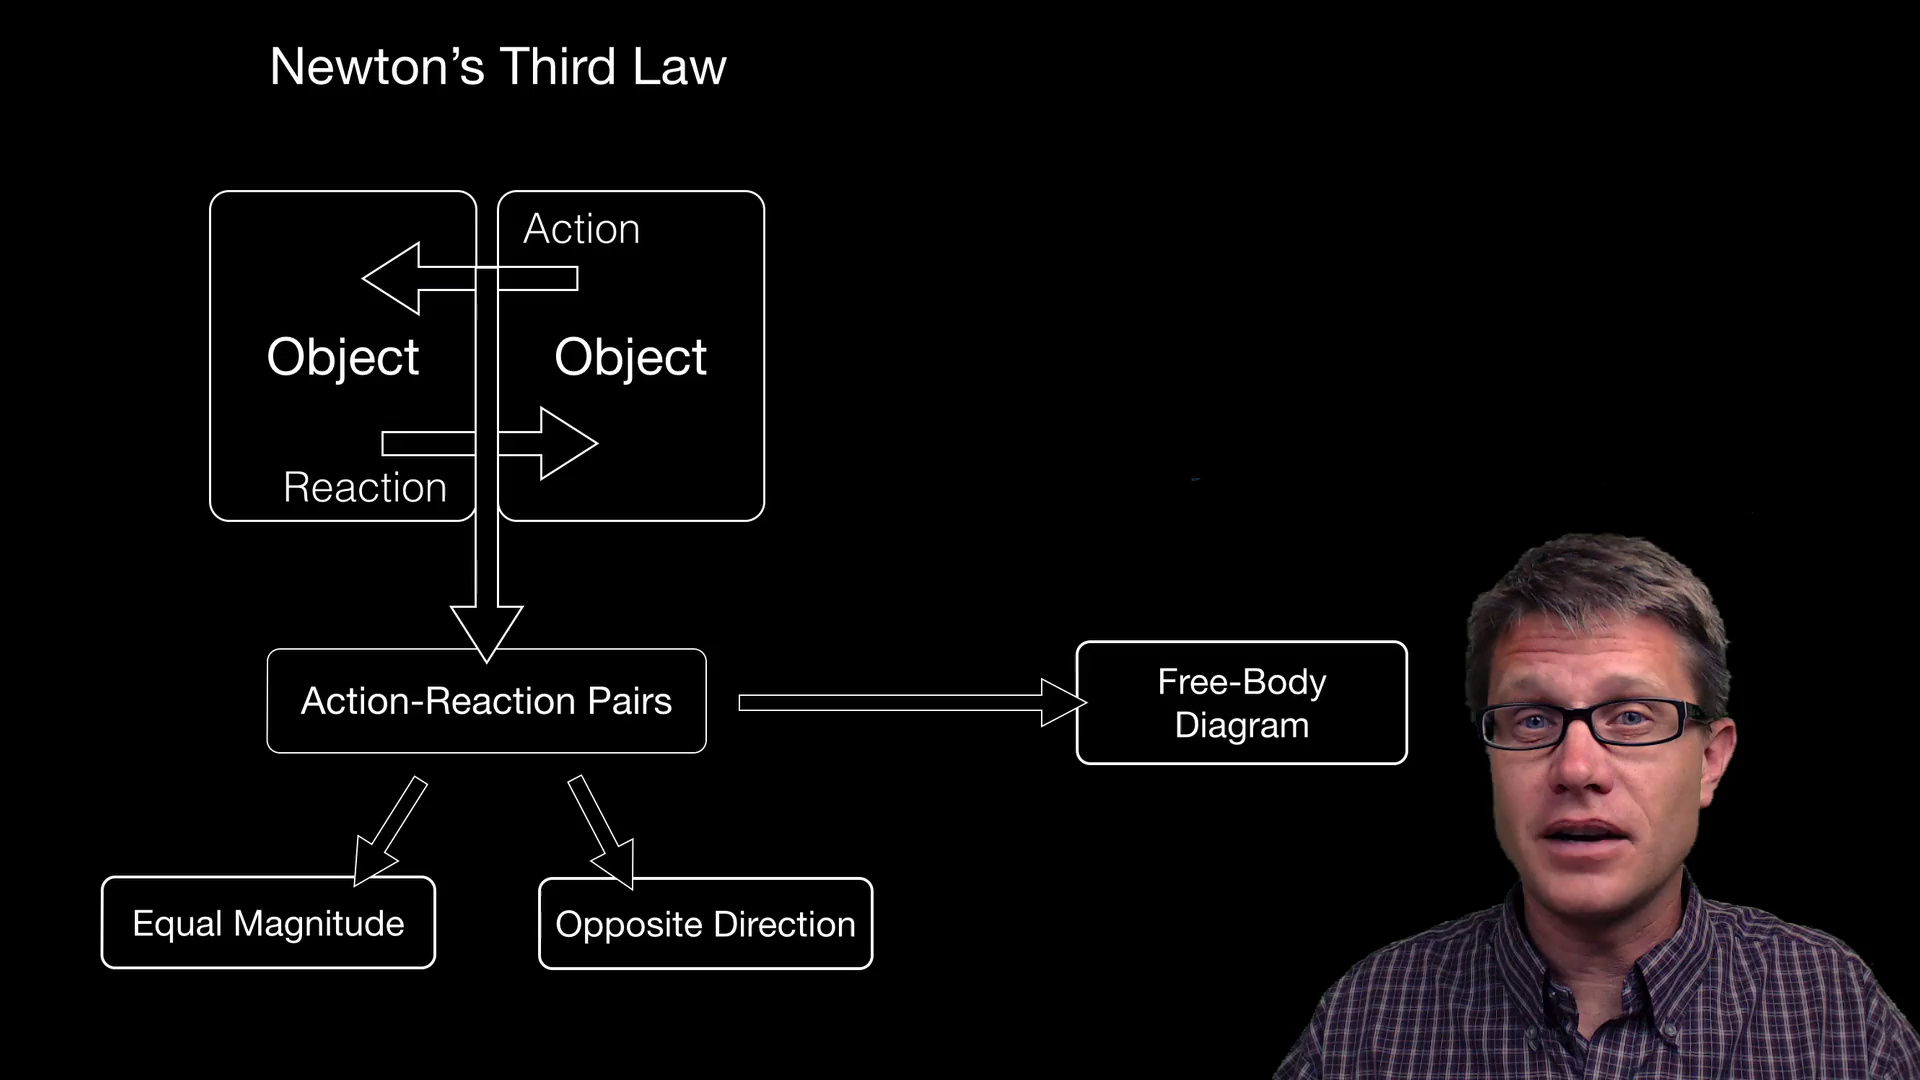 Newton’s Third Law
Action
Object
Object
Reaction
Action-Reaction Pairs
Free-Body
Diagram
Equal Magnitude
Opposite Direction